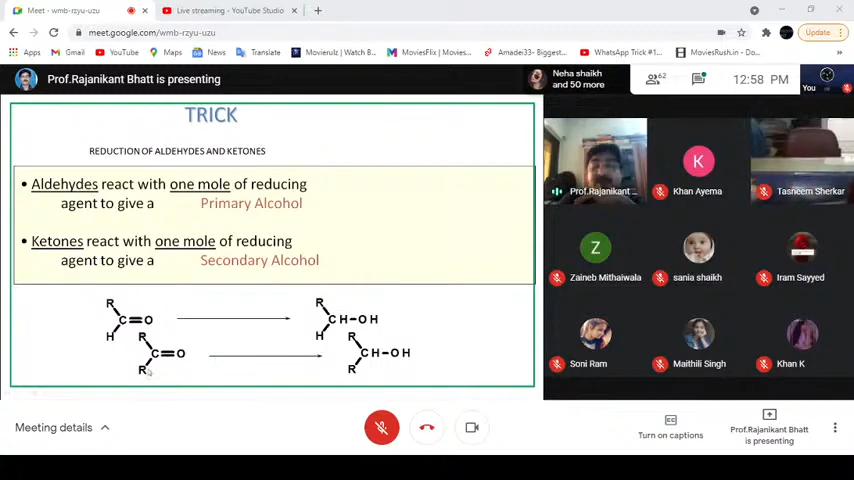 Meet - wmb-rzyu-uzu
Live streaming - YouTube Studio
meet.google.com/wmb-rzyu-uzu
Update
Apps
Gmail
YouTube
Maps
News
Translate
Movierulz | Watch B...
MoviesFlix | Movies...
Amadei33- Biggest...
WhatsApp Trick #1...
MoviesRush.in - Do...
Prof.Rajanikant Bhatt is presenting
Neha shaikh
and 50 more
62
12:58 PM
You
TRICK
REDUCTION OF ALDEHYDES AND KETONES
• Aldehydes react with one mole of reducing
agent to give a Primary Alcohol
• Ketones react with one mole of reducing
agent to give a Secondary Alcohol
R
C=O
H
R
CH-OH
H
R
C=O
R
R
CH-OH
R
Prof.Rajanikant ...
K
Khan Ayema
Tasneem Sherkar
Z
Zaineb Mithaiwala
sania shaikh
Iram Sayyed
Soni Ram
Maithili Singh
Khan K
Meeting details
Turn on captions
Prof.Rajanikant Bhatt
is presenting